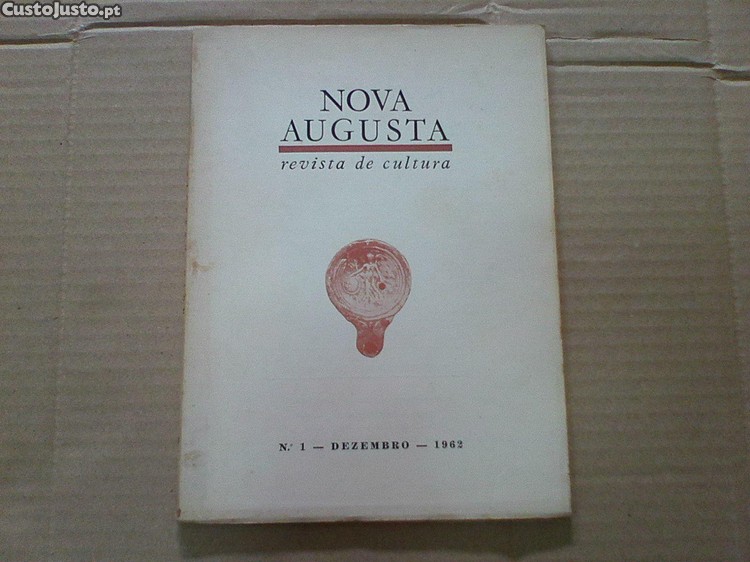 CustoJusto.pt
NOVA
AUGUSTA
revista de cultura
N.º 1 — DEZEMBRO — 1962